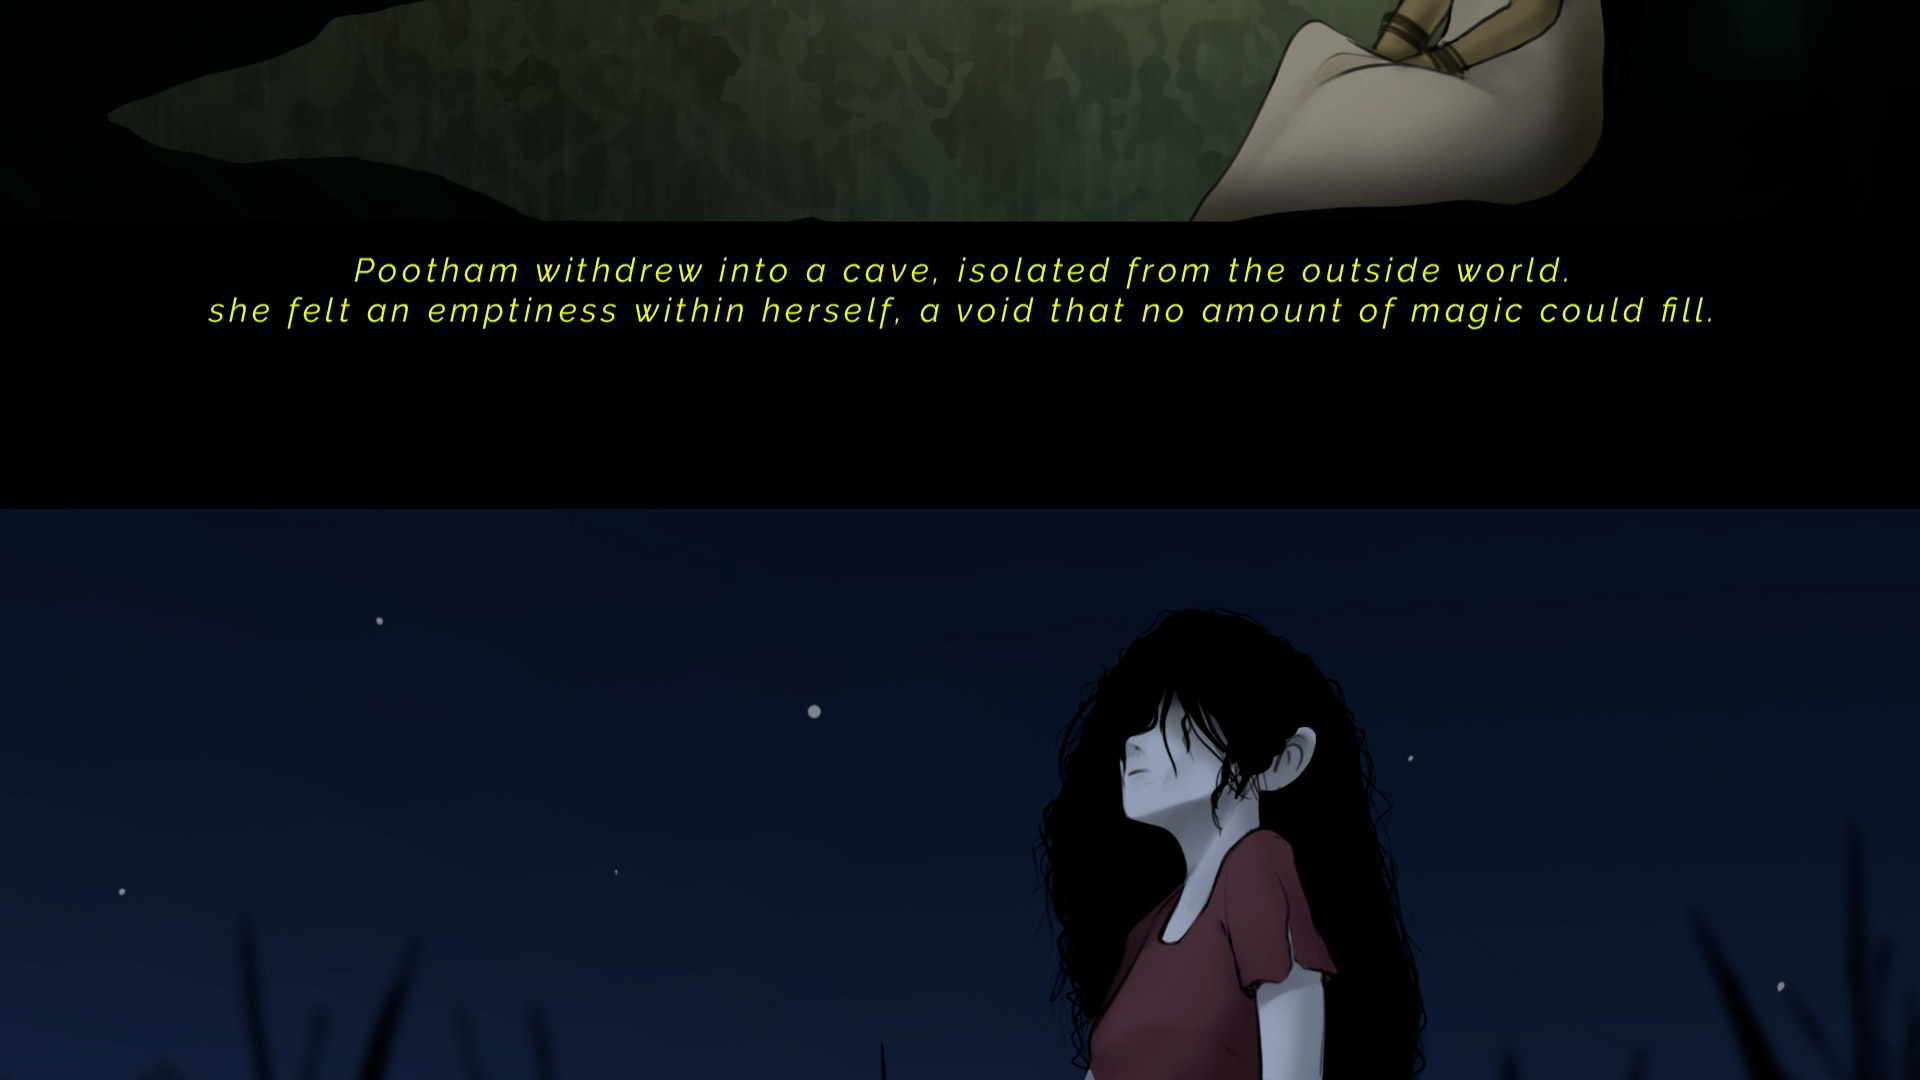 Pootham withdrew into a cave, isolated from the outside world.
she felt an emptiness within herself, a void that no amount of magic could fill.